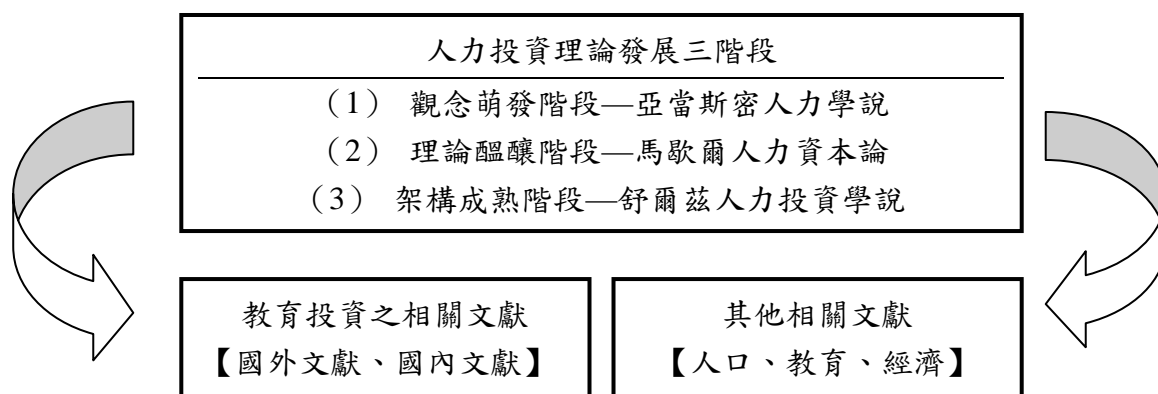 人力投資理論發展三階段
（1） 觀念萌發階段—亞當斯密人力學說
（2） 理論醞釀階段—馬歇爾人力資本論
（3） 架構成熟階段—舒爾茲人力投資學說
教育投資之相關文獻
【國外文獻、國內文獻】
其他相關文獻
【人口、教育、經濟】